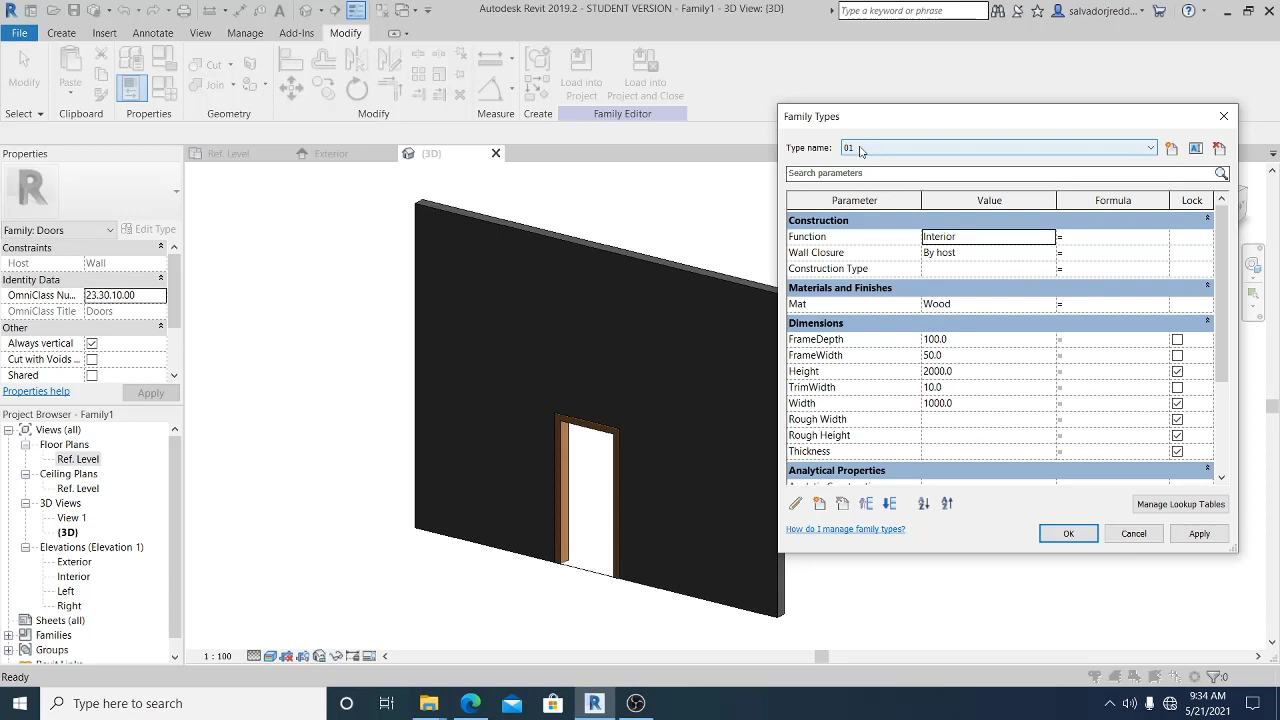 Autodesk Revit 2019.2 - STUDENT VERSION - Family1 - 3D View: {3D}
Type a keyword or phrase
salvadorjredd...
File Create Insert Annotate View Manage Add-Ins Modify
Modify Paste Cut Join Load into Project Load into Project and Close
Select Clipboard Properties Geometry Modify Measure Create Family Editor
Properties
Ref. Level Exterior {3D}
Family: Doors Edit Type
Constraints
Host Wall
Identity Data
OmniClass Nu... 23.30.10.00
OmniClass Title Doors
Other
Always vertical
Cut with Voids ...
Shared
Properties help Apply
Project Browser - Family1
Views (all)
Floor Plans
Ref. Level
Ceiling Plans
Ref. Level
3D Views
View 1
{3D}
Elevations (Elevation 1)
Exterior
Interior
Left
Right
Sheets (all)
Families
Groups
Family Types
Type name: 01
Search parameters
Parameter Value Formula Lock
Construction
Function Interior =
Wall Closure By host =
Construction Type =
Materials and Finishes
Mat Wood =
Dimensions
FrameDepth 100.0 =
FrameWidth 50.0 =
Height 2000.0 =
TrimWidth 10.0 =
Width 1000.0 =
Rough Width =
Rough Height =
Thickness =
Analytical Properties
Manage Lookup Tables
How do I manage family types?
OK Cancel Apply
1 : 100
Ready
:0
Type here to search
9:34 AM
5/21/2021